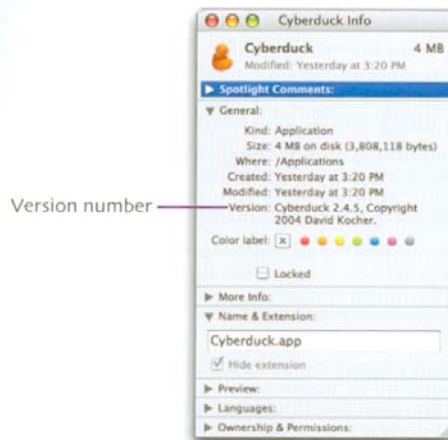 Cyberduck Info
Cyberduck 4 MB
Modified: Yesterday at 3:20 PM
Spotlight Comments:
General:
Kind: Application
Size: 4 MB on disk (3,808,118 bytes)
Where: /Applications
Created: Yesterday at 3:20 PM
Modified: Yesterday at 3:20 PM
Version number
Version: Cyberduck 2.4.5, Copyright
2004 David Kocher.
Color label:
Locked
More Info:
Name & Extension:
Cyberduck.app
Hide extension
Preview:
Languages:
Ownership & Permissions: